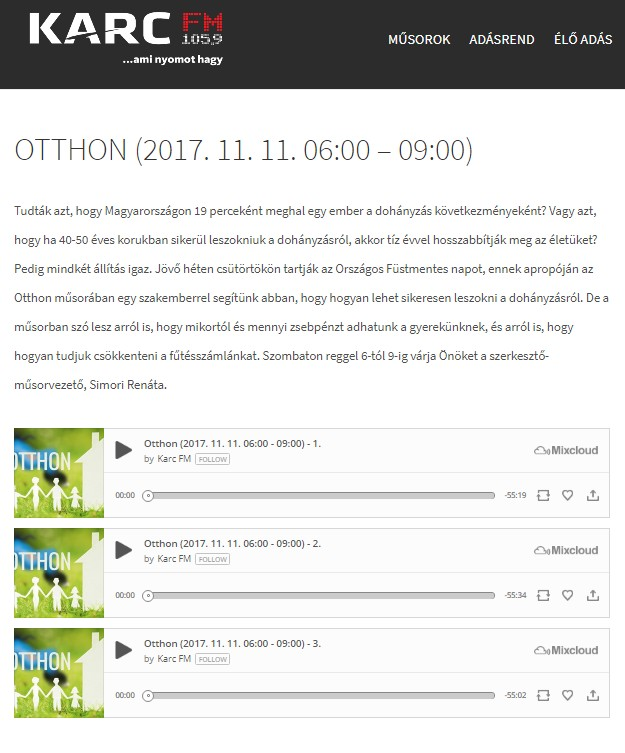 KARC FM
105,9
...ami nyomot hagy
MŰSOROK ADÁSREND ÉLŐ ADÁS
OTTHON (2017. 11. 11. 06:00 – 09:00)
Tudták azt, hogy Magyarországon 19 perceként meghal egy ember a dohányzás következményeként? Vagy azt,
hogy ha 40-50 éves korukban sikerül leszokniuk a dohányzásról, akkor tíz évvel hosszabbítják meg az életüket?
Pedig mindkét állítás igaz. Jövő héten csütörtökön tartják az Országos Füstmentes napot, ennek apropóján az
Otthon műsorában egy szakemberrel segítünk abban, hogy hogyan lehet sikeresen leszokni a dohányzásról. De a
műsorban szó lesz arról is, hogy mikortól és mennyi zsebpénzt adhatunk a gyerekünknek, és arról is, hogy
hogyan tudjuk csökkenteni a fűtésszámlánkat. Szombaton reggel 6-tól 9-ig várja Önöket a szerkesztő-
műsorvezető, Simori Renáta.
OTTHON
Otthon (2017. 11. 11. 06:00 - 09:00) - 1.
by Karc FM FOLLOW
Mixcloud
00:00 -55:19
OTTHON
Otthon (2017. 11. 11. 06:00 - 09:00) - 2.
by Karc FM FOLLOW
Mixcloud
00:00 -55:34
OTTHON
Otthon (2017. 11. 11. 06:00 - 09:00) - 3.
by Karc FM FOLLOW
Mixcloud
00:00 -55:02